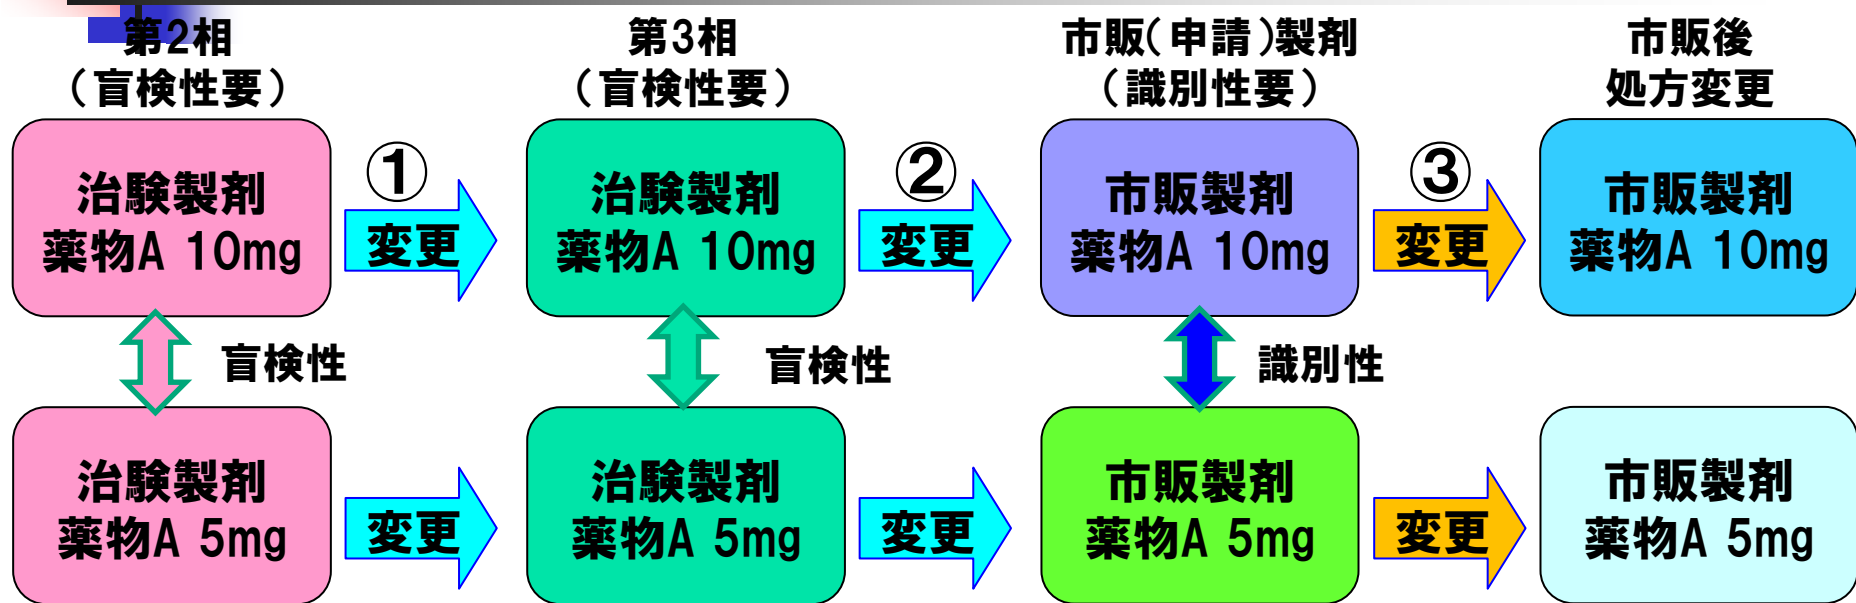 第2相
（盲検性要）
第3相
（盲検性要）
市販(申請)製剤
（識別性要）
市販後
処方変更
治験製剤
薬物A 10mg
①
変更
治験製剤
薬物A 10mg
②
変更
市販製剤
薬物A 10mg
③
変更
市販製剤
薬物A 10mg
盲検性
盲検性
識別性
治験製剤
薬物A 5mg
変更
治験製剤
薬物A 5mg
変更
市販製剤
薬物A 5mg
変更
市販製剤
薬物A 5mg